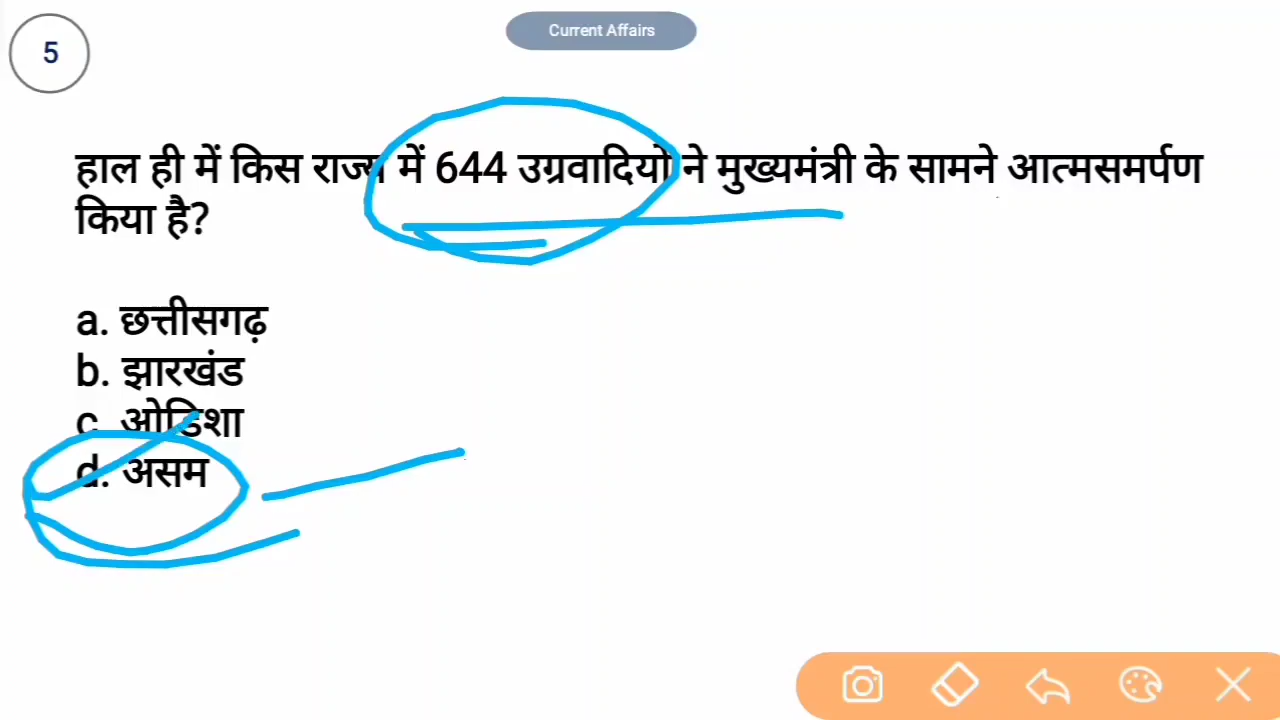 5
Current Affairs
हाल ही में किस राज्य में 644 उग्रवादियों ने मुख्यमंत्री के सामने आत्मसमर्पण
किया है?
a. छत्तीसगढ़
b. झारखंड
c. ओडिशा
d. असम